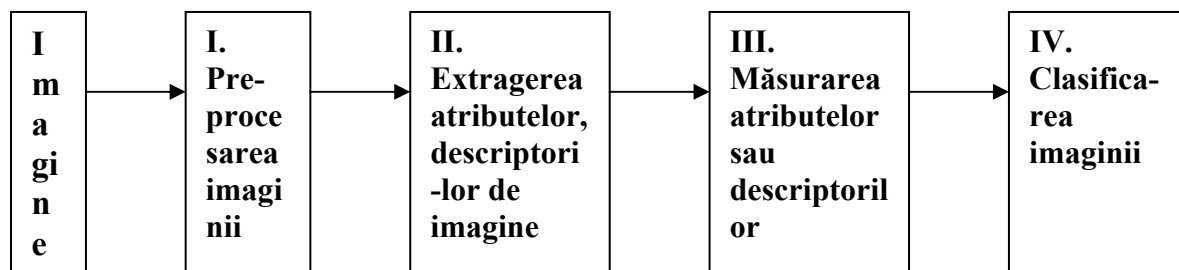 I
m
a
gi
n
e
I.
Pre-
proce
sarea
imagi
nii
II.
Extragerea
atributelor,
descriptori
-lor de
imagine
III.
Măsurarea
atributelor
sau
descriptoril
or
IV.
Clasifica-
rea
imaginii